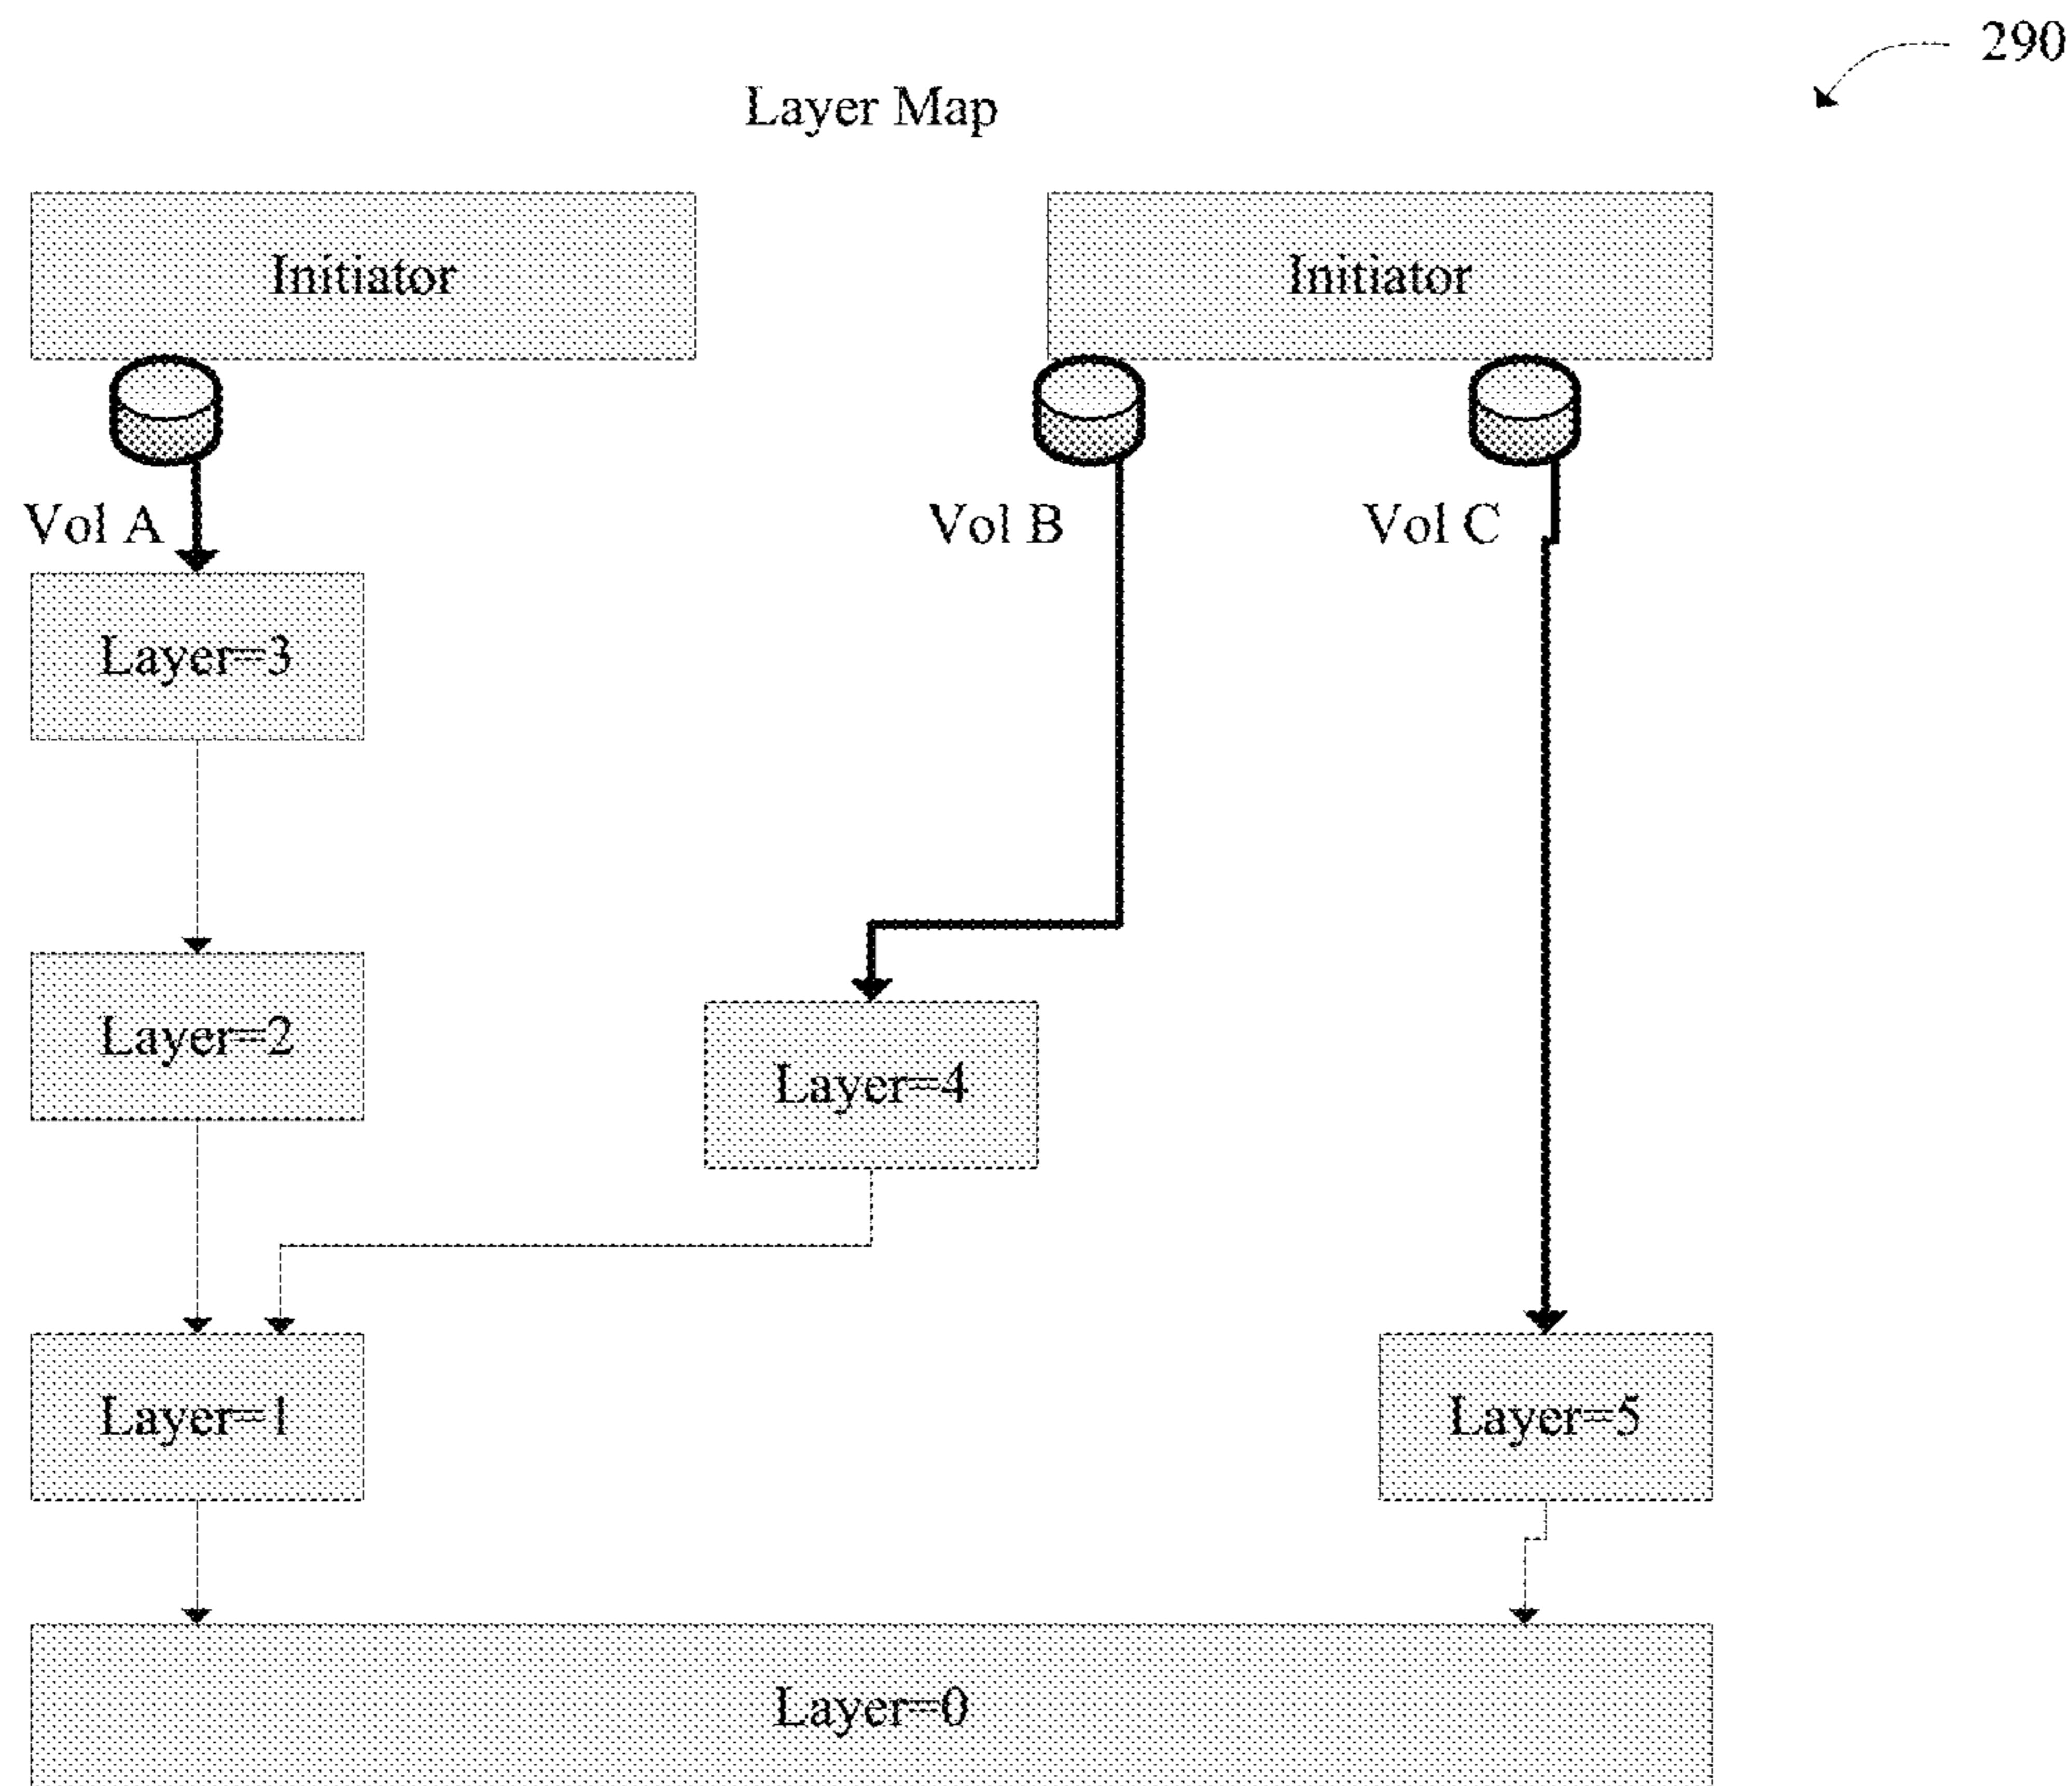 290
Layer Map
Initiator
Initiator
Vol A
Vol B
Vol C
Layer=3
Layer=2
Layer=4
Layer=1
Layer=5
Layer=0